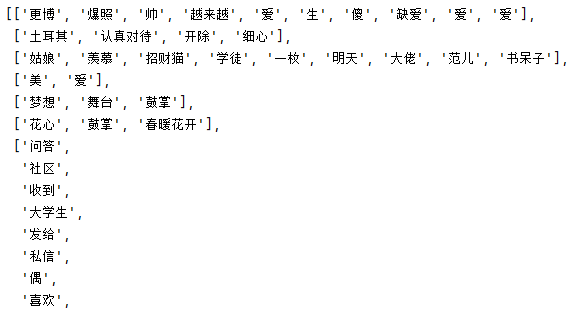 [['更博', '爆照', '帅', '越来越', '爱', '生', '傻', '缺爱', '爱', '爱'],
['土耳其', '认真对待', '开除', '细心'],
['姑娘', '羡慕', '招财猫', '学徒', '一枚', '明天', '大佬', '范儿', '书呆子'],
['美', '爱'],
['梦想', '舞台', '鼓掌'],
['花心', '鼓掌', '春暖花开'],
['问答',
'社区',
'收到',
'大学生',
'发给',
'私信',
'偶',
'喜欢',